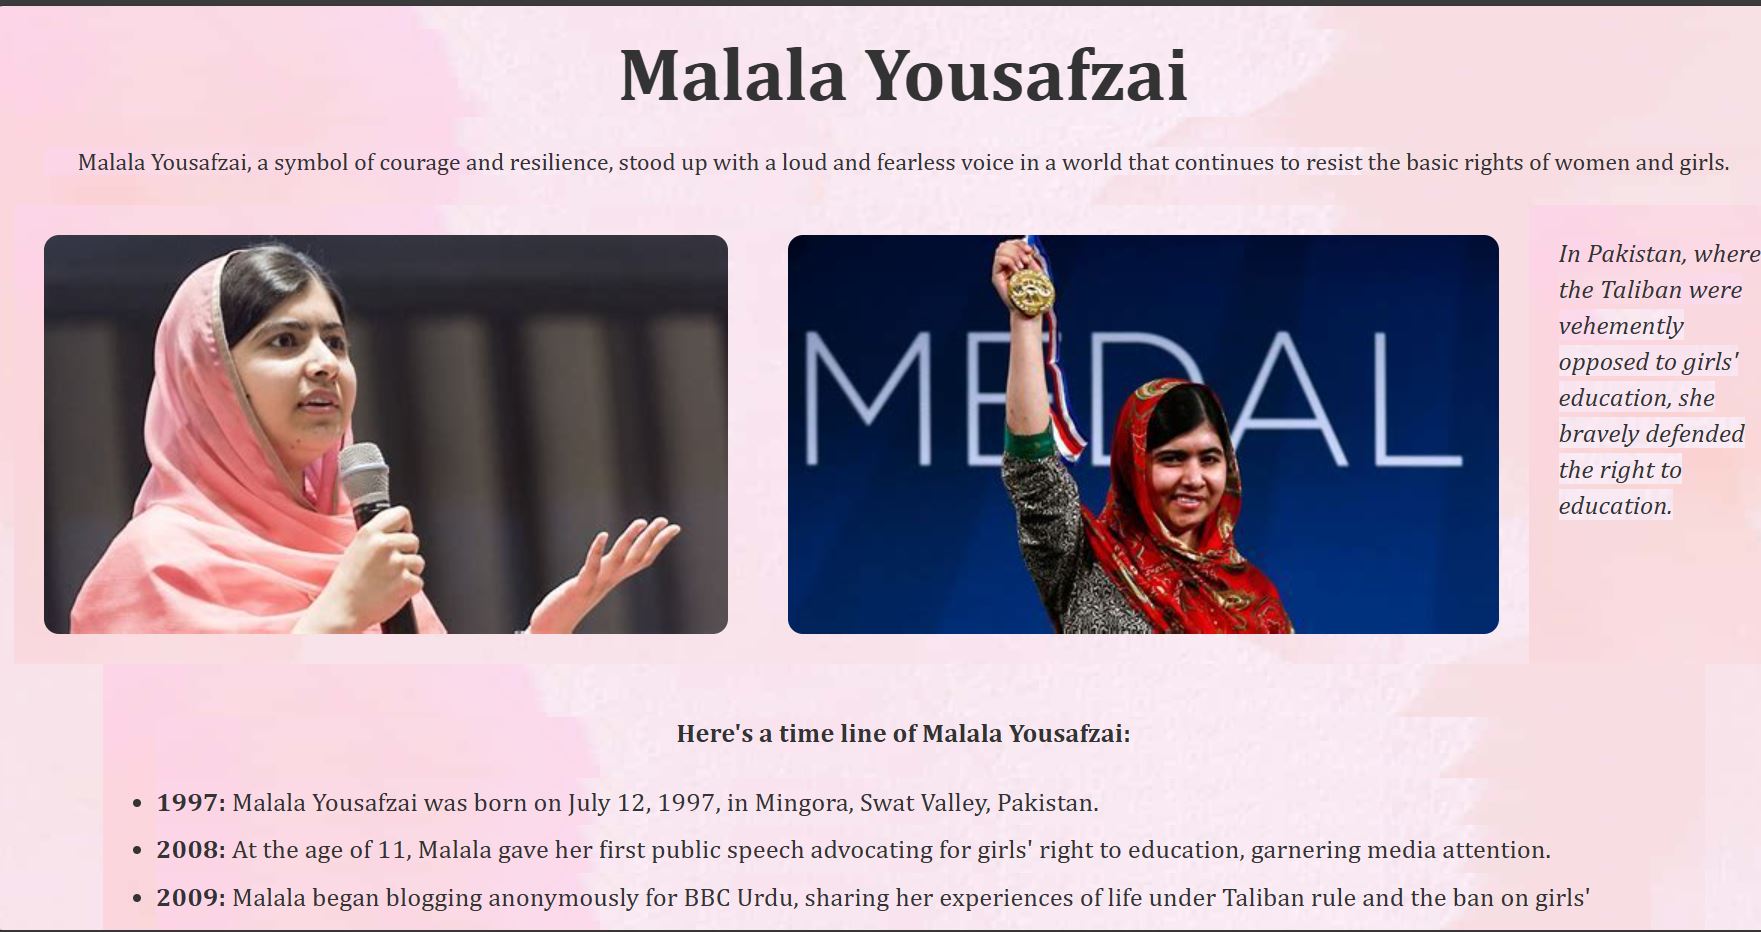 Malala Yousafzai
Malala Yousafzai, a symbol of courage and resilience, stood up with a loud and fearless voice in a world that continues to resist the basic rights of women and girls.
MEDAL
In Pakistan, where
the Taliban were
vehemently
opposed to girls'
education, she
bravely defended
the right to
education.
Here's a time line of Malala Yousafzai:
• 1997: Malala Yousafzai was born on July 12, 1997, in Mingora, Swat Valley, Pakistan.
• 2008: At the age of 11, Malala gave her first public speech advocating for girls' right to education, garnering media attention.
• 2009: Malala began blogging anonymously for BBC Urdu, sharing her experiences of life under Taliban rule and the ban on girls'